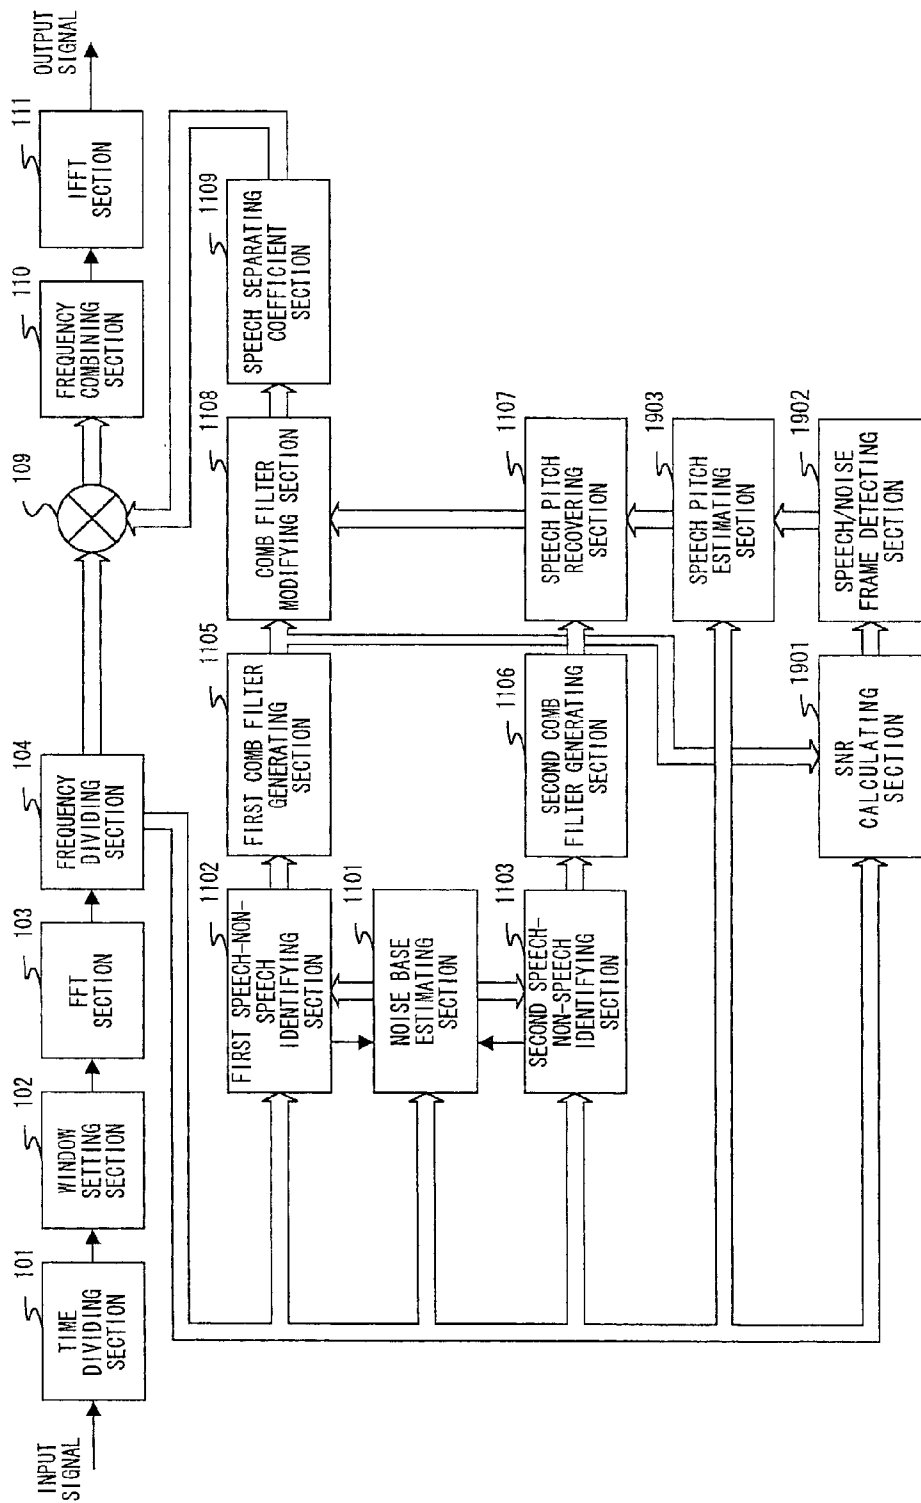 INPUT
SIGNAL
101
TIME
DIVIDING
SECTION
102
WINDOW
SETTING
SECTION
103
FFT
SECTION
104
FREQUENCY
DIVIDING
SECTION
109
110
FREQUENCY
COMBINING
SECTION
111
IFFT
SECTION
OUTPUT
SIGNAL
1102
FIRST SPEECH-NON-
SPEECH
IDENTIFYING
SECTION
1105
FIRST COMB FILTER
GENERATING
SECTION
1108
COMB FILTER
MODIFYING SECTION
1109
SPEECH SEPARATING
COEFFICIENT
SECTION
1101
NOISE BASE
ESTIMATING
SECTION
1103
SECOND SPEECH-
NON-SPEECH
IDENTIFYING
SECTION
1106
SECOND COMB
FILTER GENERATING
SECTION
1107
SPEECH PITCH
RECOVERING
SECTION
1903
SPEECH PITCH
ESTIMATING
SECTION
1901
SNR
CALCULATING
SECTION
1902
SPEECH/NOISE
FRAME DETECTING
SECTION